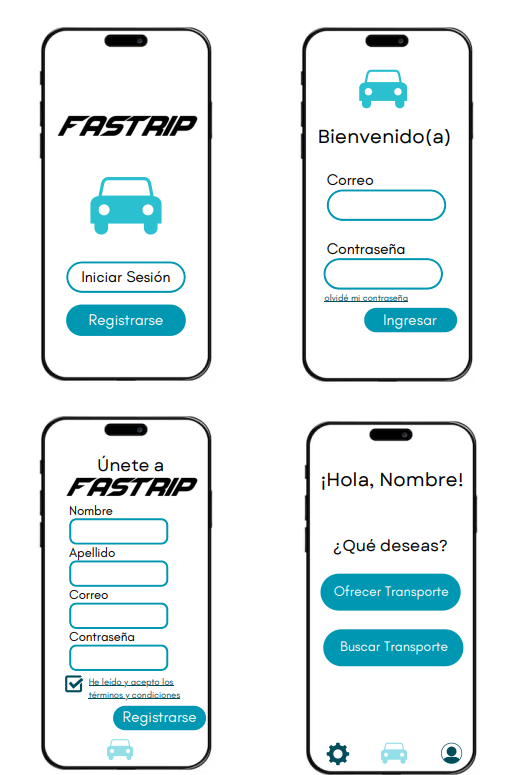 FASTRIP
Iniciar Sesión
Registrarse
Bienvenido(a)
Correo
Contraseña
olvidé mi contraseña
Ingresar
Únete a
FASTRIP
Nombre
Apellido
Correo
Contraseña
He leído y acepto los
términos y condiciones
Registrarse
¡Hola, Nombre!
¿Qué deseas?
Ofrecer Transporte
Buscar Transporte